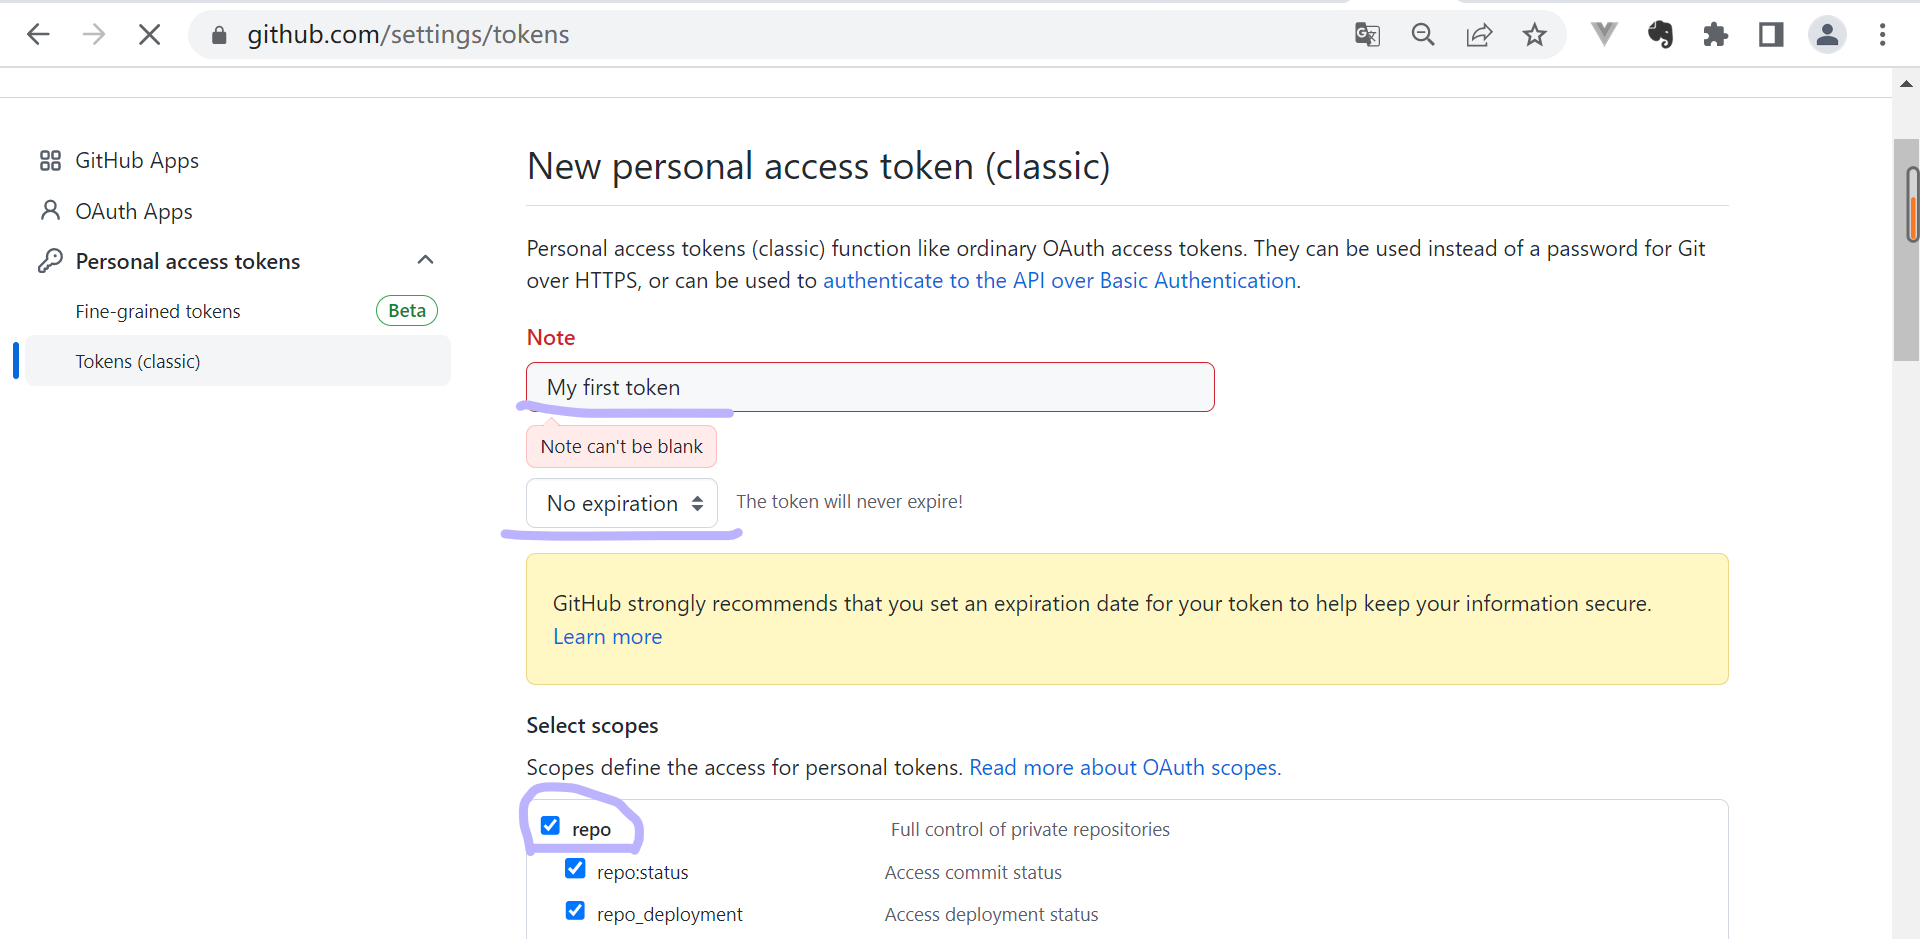 github.com/settings/tokens
GitHub Apps
OAuth Apps
Personal access tokens
Fine-grained tokens Beta
Tokens (classic)
New personal access token (classic)
Personal access tokens (classic) function like ordinary OAuth access tokens. They can be used instead of a password for Git
over HTTPS, or can be used to authenticate to the API over Basic Authentication.
Note
My first token
Note can't be blank
No expiration The token will never expire!
GitHub strongly recommends that you set an expiration date for your token to help keep your information secure.
Learn more
Select scopes
Scopes define the access for personal tokens. Read more about OAuth scopes.
repo Full control of private repositories
repo:status Access commit status
repo_deployment Access deployment status